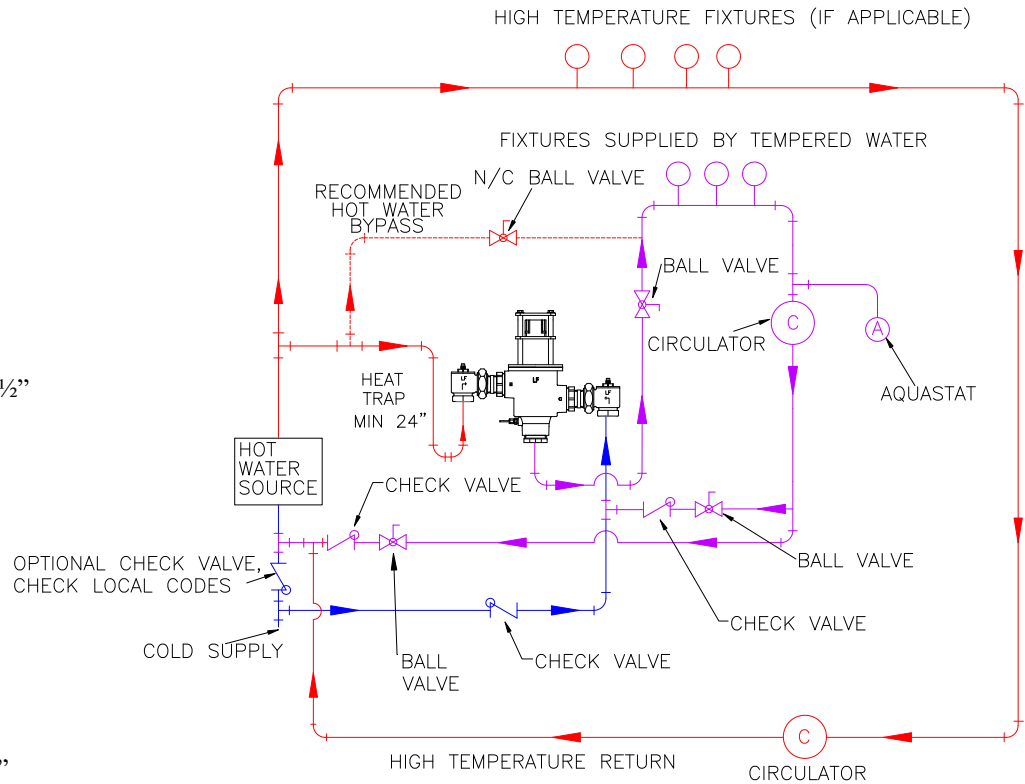 HIGH TEMPERATURE FIXTURES (IF APPLICABLE)
FIXTURES SUPPLIED BY TEMPERED WATER
N/C BALL VALVE
RECOMMENDED
HOT WATER
BYPASS
BALL VALVE
C
CIRCULATOR
A
AQUASTAT
HEAT
TRAP
MIN 24”
LF
LF
LF
½”
HOT
WATER
SOURCE
CHECK VALVE
BALL VALVE
OPTIONAL CHECK VALVE,
CHECK LOCAL CODES
CHECK VALVE
COLD SUPPLY
BALL
VALVE
CHECK VALVE
C
HIGH TEMPERATURE RETURN
CIRCULATOR
”